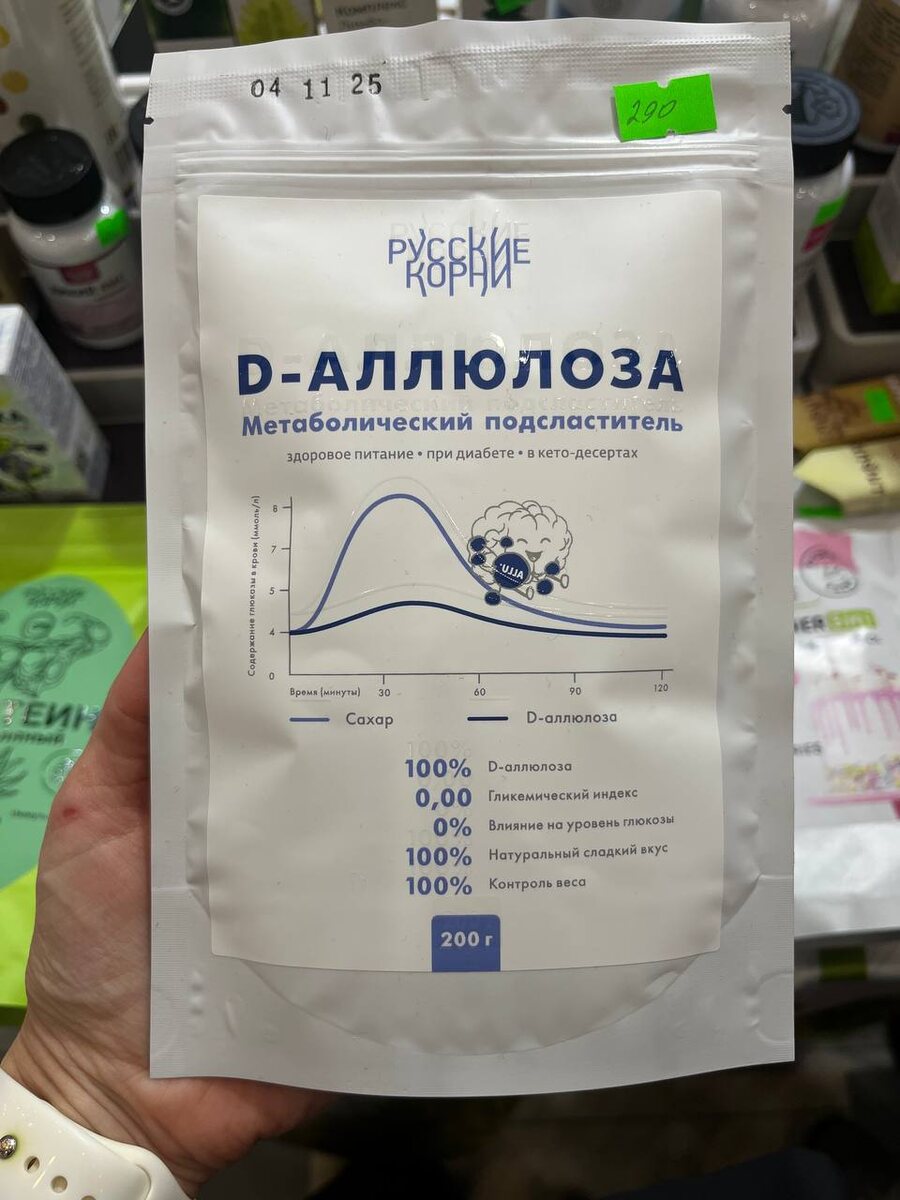 Комплекс
04 11 25
290
РУССКИЕ
КОРНИ
D-АЛЛЮЛОЗА
Метаболический подсластитель
здоровое питание • при диабете • в кето-десертах
Содержание глюкозы в крови (ммоль/л)
8
7
5
4
0
ALLU'
Время (минуты) 30 60 90 120
Сахар D-аллюлоза
100% D-аллюлоза
0,00 Гликемический индекс
0% Влияние на уровень глюкозы
100% Натуральный сладкий вкус
100% Контроль веса
200 г